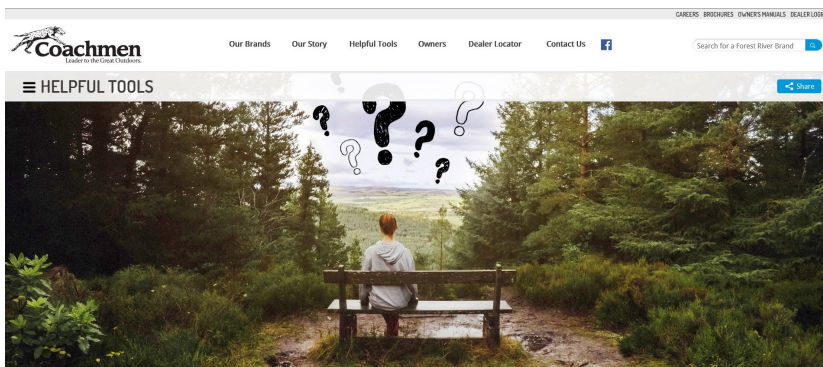 CAREERS BROCHURES OWNER'S MANUALS DEALER LOGIN
Coachmen
Leader to the Great Outdoors.
Our Brands Our Story Helpful Tools Owners Dealer Locator Contact Us
Search for a Forest River Brand
HELPFUL TOOLS
Share
? ? ? ? ? ?